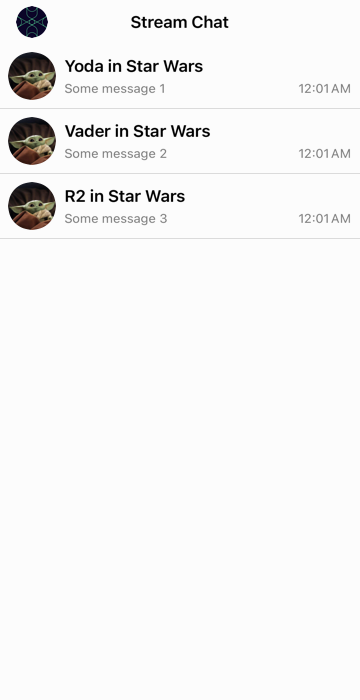 Stream Chat
Yoda in Star Wars
Some message 1
12:01 AM
Vader in Star Wars
Some message 2
12:01 AM
R2 in Star Wars
Some message 3
12:01 AM